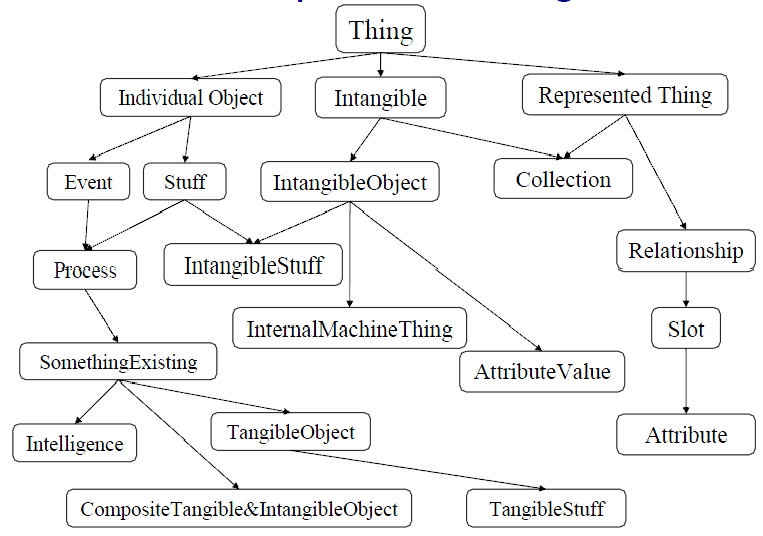 Thing
Individual Object
Intangible
Represented Thing
Event
Stuff
IntangibleObject
Collection
Process
IntangibleStuff
Relationship
InternalMachineThing
Slot
SomethingExisting
AttributeValue
Intelligence
TangibleObject
Attribute
CompositeTangible&IntangibleObject
TangibleStuff